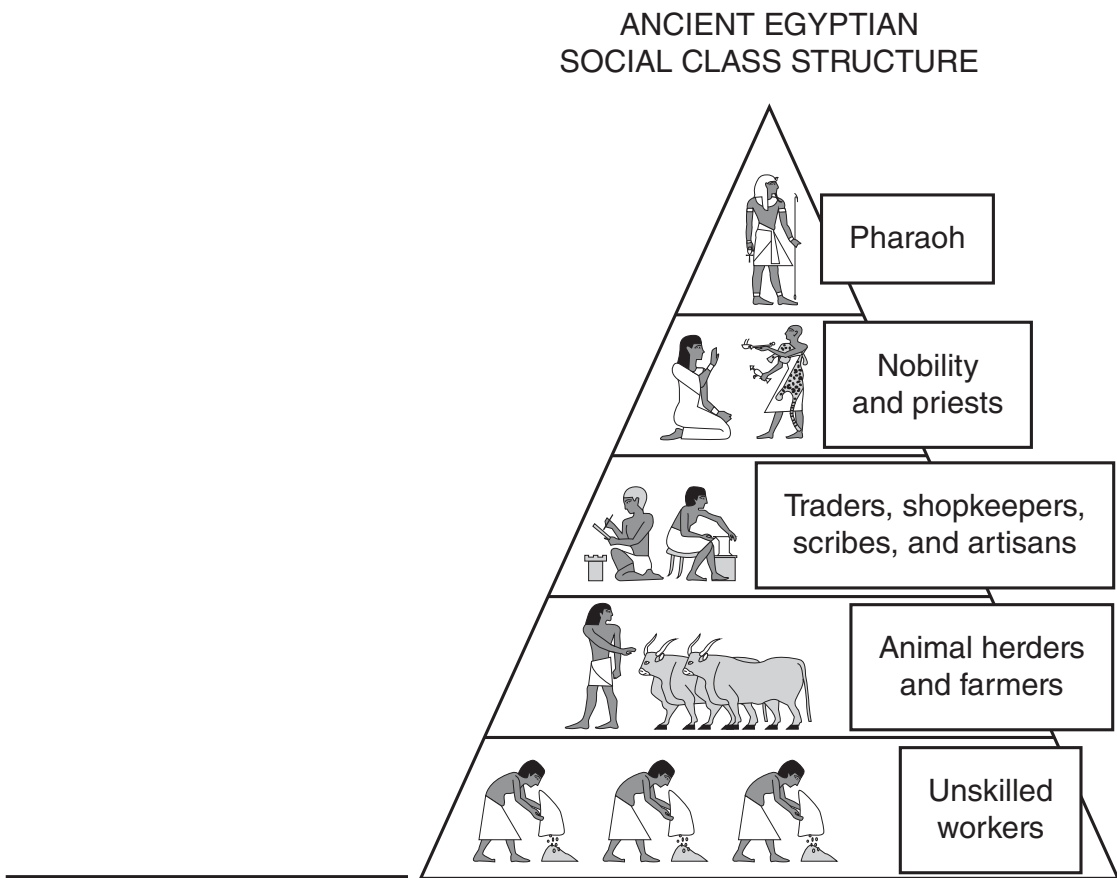 ANCIENT EGYPTIAN
SOCIAL CLASS STRUCTURE
Pharaoh
Nobility
and priests
Traders, shopkeepers,
scribes, and artisans
Animal herders
and farmers
Unskilled
workers